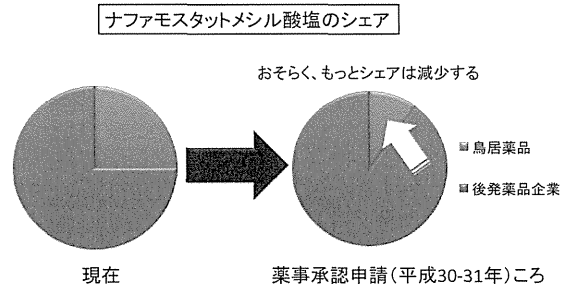 ナファモスタットメシル酸塩のシェア
おそらく、もっとシェアは減少する
鳥居薬品
後発薬品企業
現在
薬事承認申請(平成30-31年)ころ